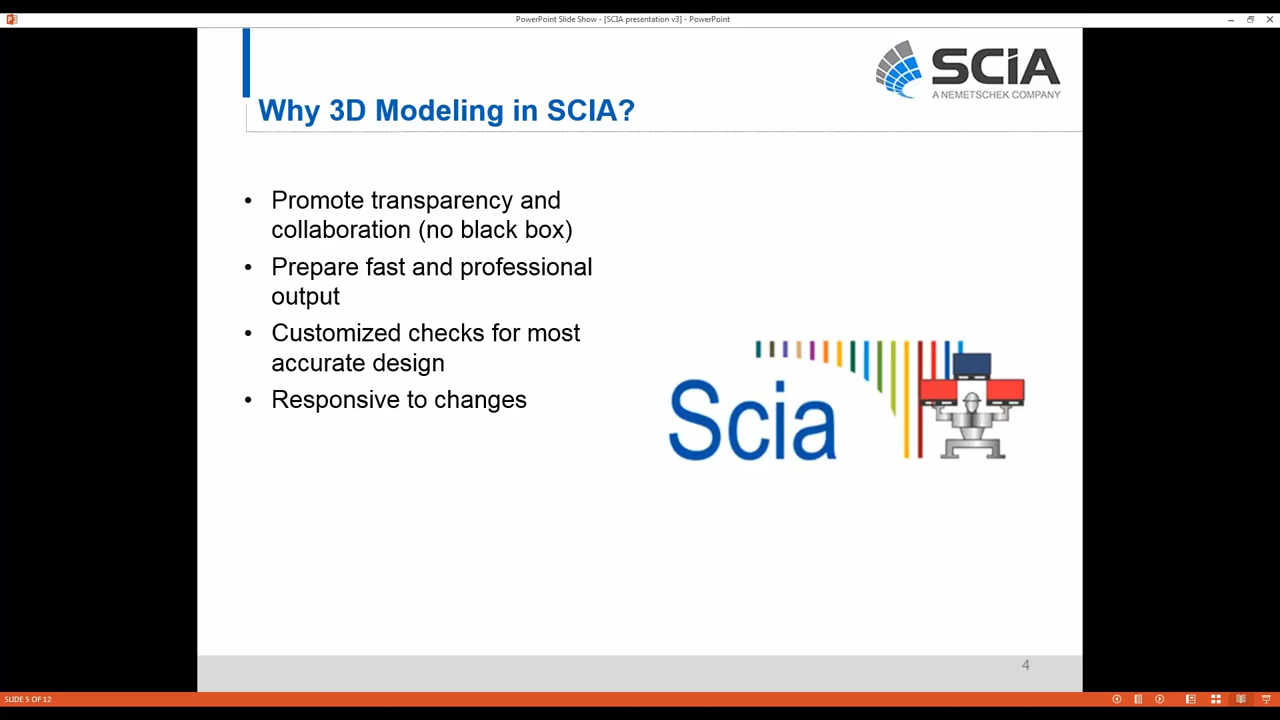 PowerPoint Slide Show - [SCIA presentation v3] - PowerPoint
SCIA
A NEMETSCHEK COMPANY
Why 3D Modeling in SCIA?
• Promote transparency and
collaboration (no black box)
• Prepare fast and professional
output
• Customized checks for most
accurate design
• Responsive to changes
Scia
4
SLIDE 5 OF 12